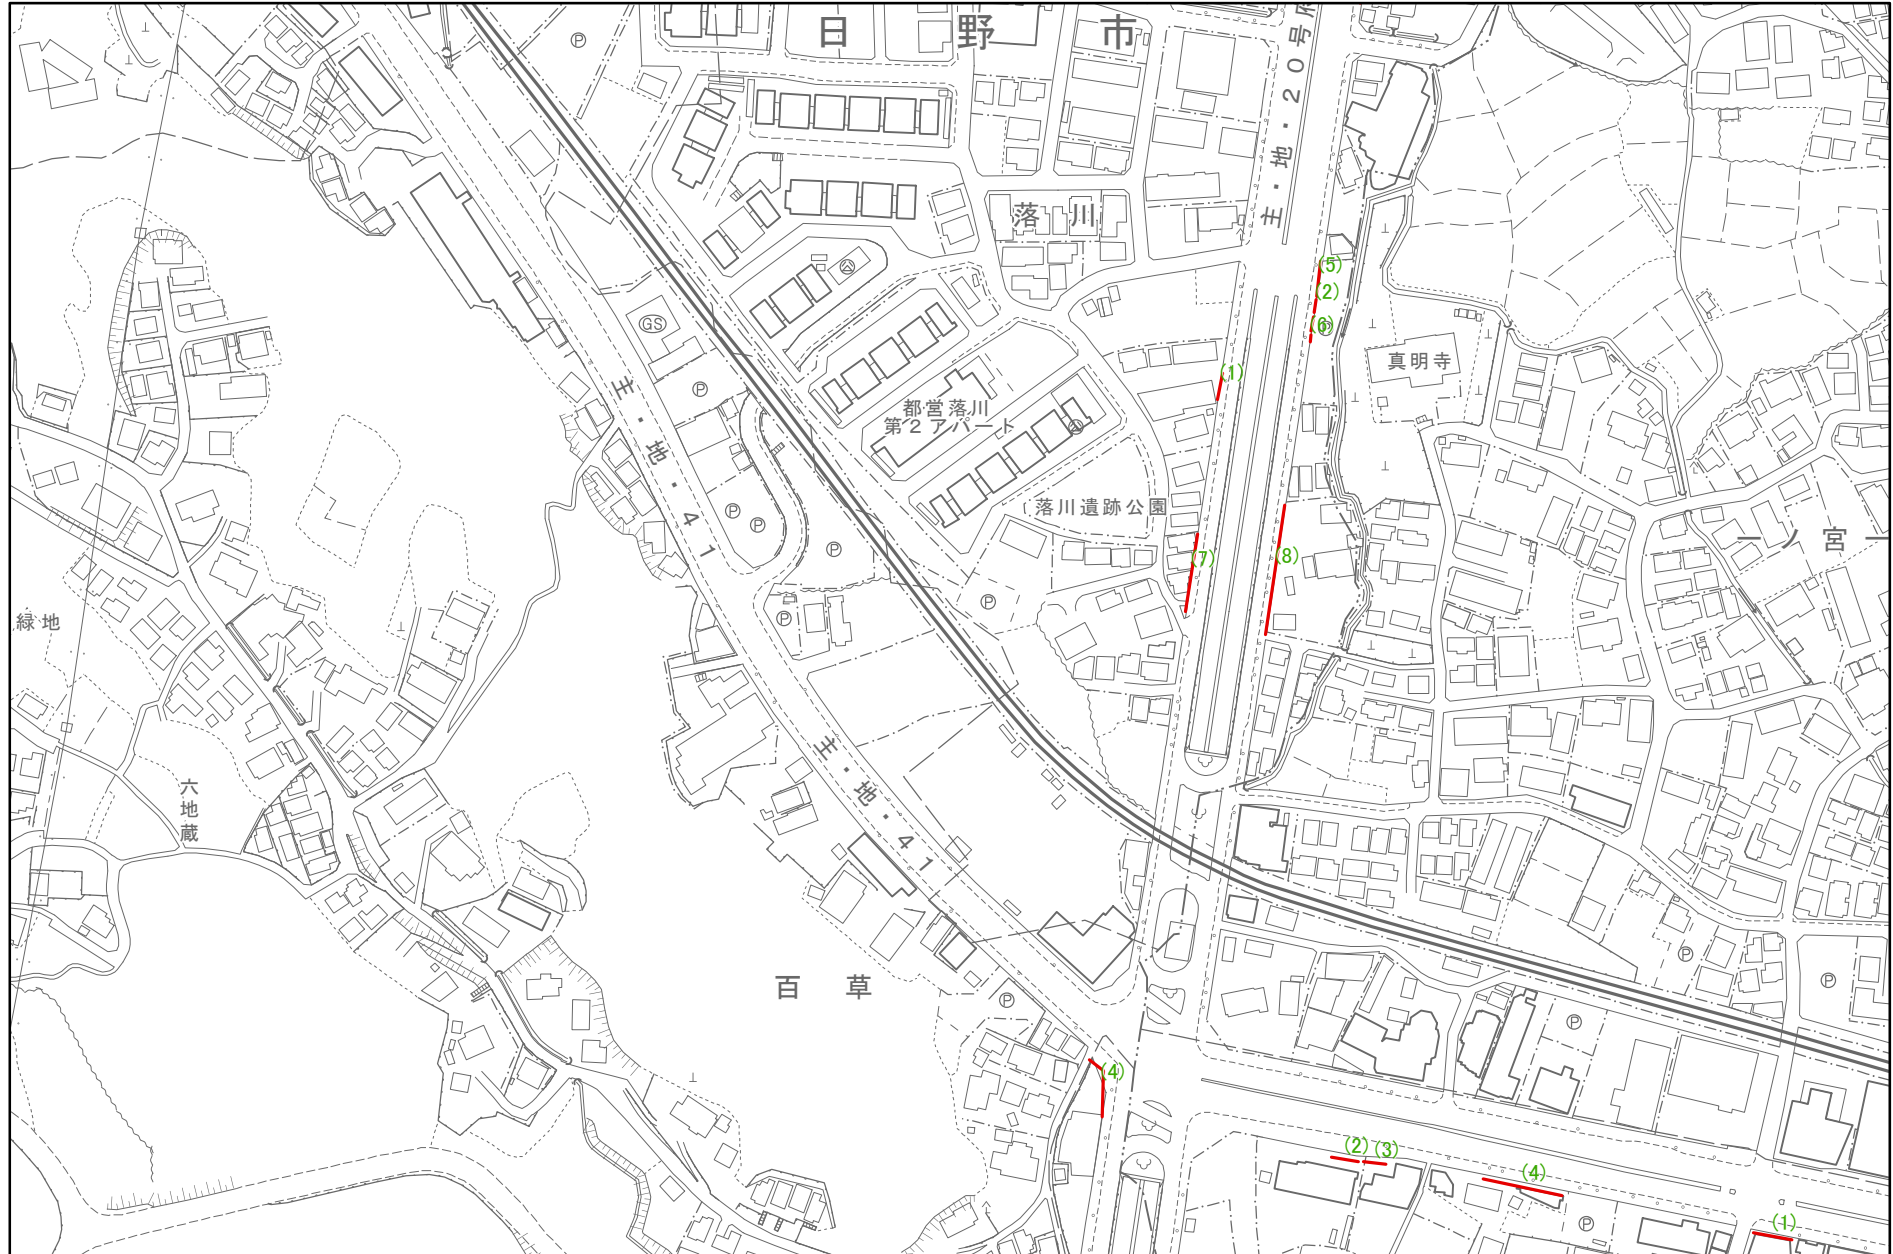 日野市
主・地・20号府
落川
(5)
(2)
(6)
GS
真明寺
(1)
主・地・41
都営落川
第2アパート
落川遺跡公園
一ノ宮一
(7)
(8)
緑地
主・地・41
六地蔵
百草
(4)
(2)
(3)
(4)
(1)
P
P
P
P
P
P
P
P
P
P
P
P
P